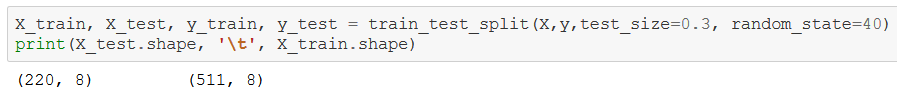 X_train, X_test, y_train, y_test = train_test_split(X,y,test_size=0.3, random_state=40)
print(X_test.shape, '\t', X_train.shape)
(220, 8) 	 (511, 8)